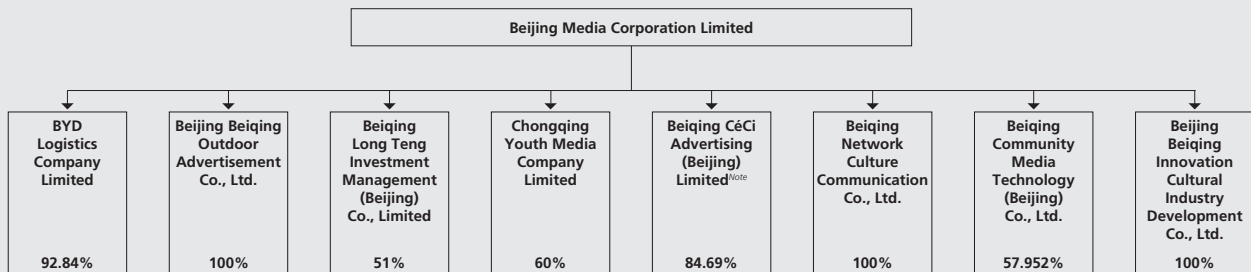 Beijing Media Corporation Limited
BYD
Logistics
Company
Limited
92.84%
Beijing Beiqing
Outdoor
Advertisement
Co., Ltd.
100%
Beiqing
Long Teng
Investment
Management
(Beijing)
Co., Limited
51%
Chongqing
Youth Media
Company
Limited
60%
Beiqing CéCi
Advertising
(Beijing)
Limited Note
84.69%
Beiqing
Network
Culture
Communication
Co., Ltd.
100%
Beiqing
Community
Media
Technology
(Beijing)
Co., Ltd.
57.952%
Beijing
Beiqing
Innovation
Cultural
Industry
Development
Co., Ltd.
100%